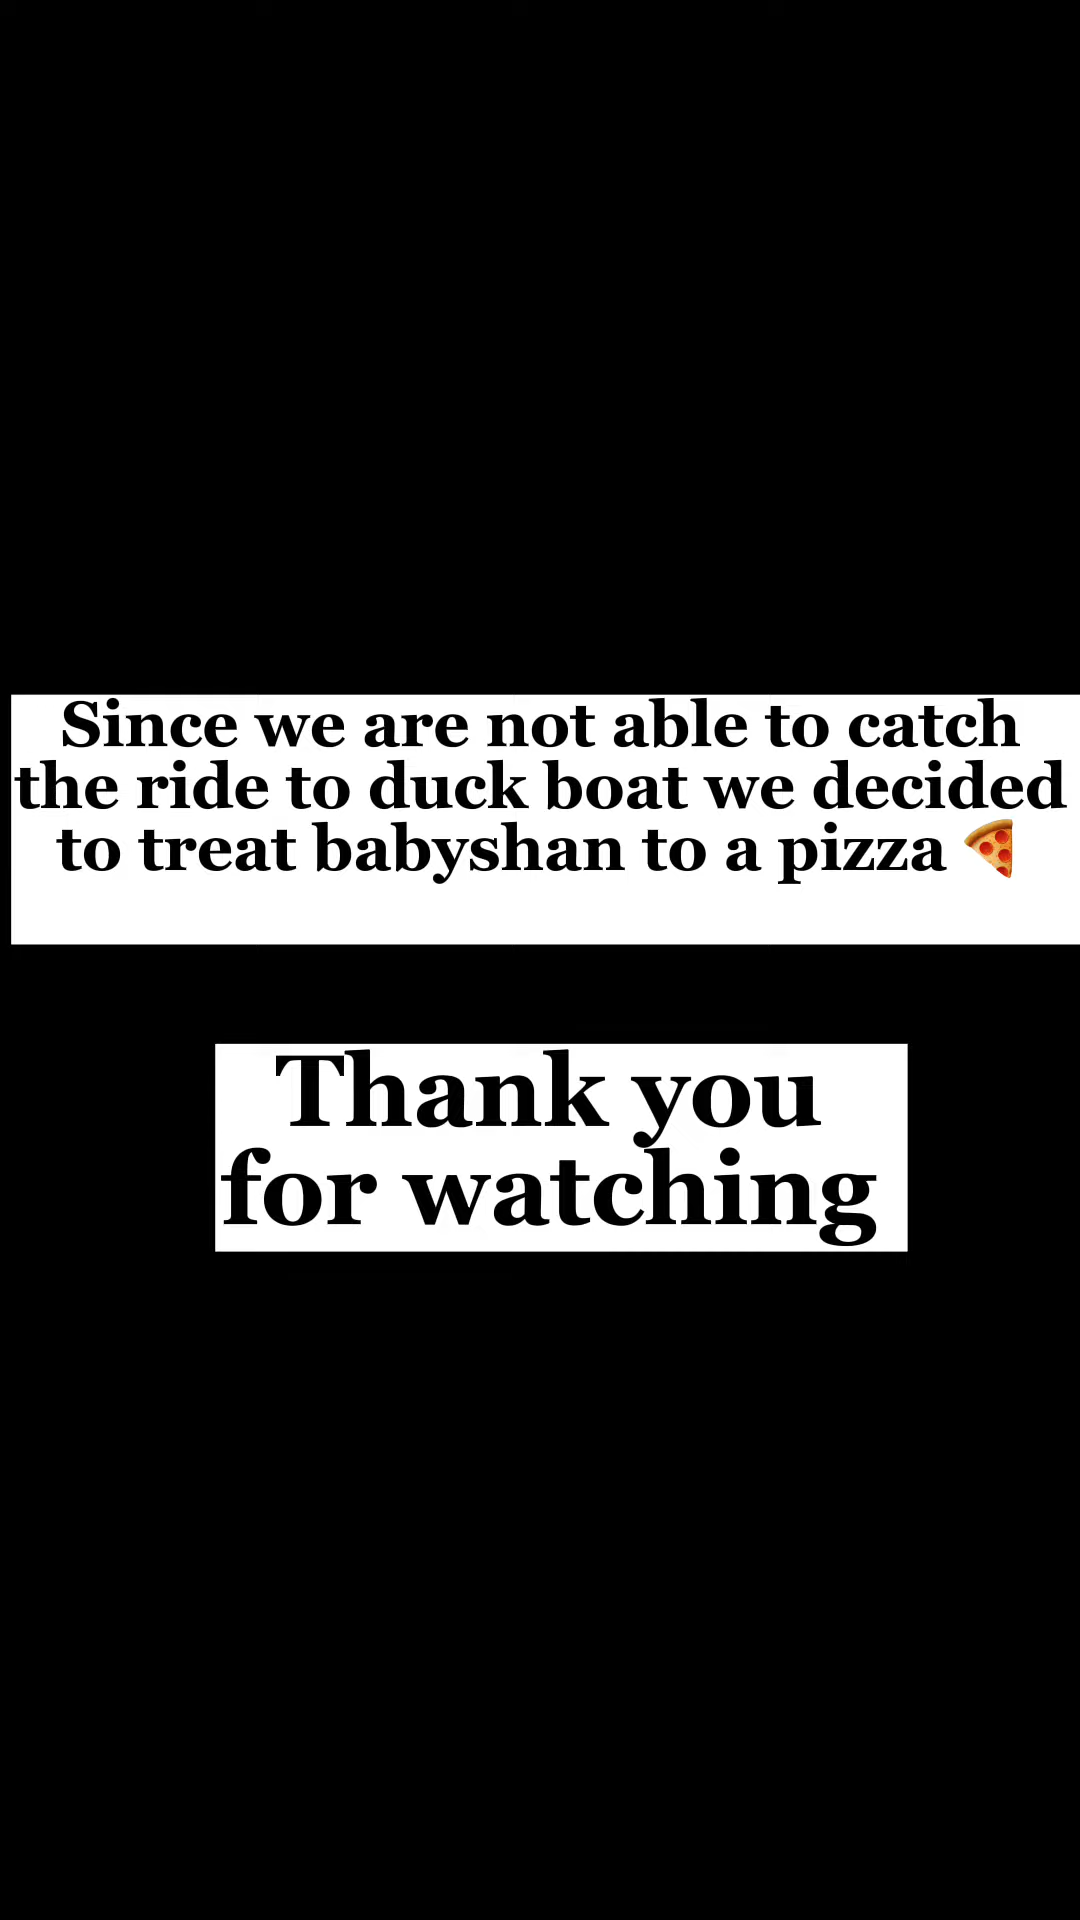 Since we are not able to catch
the ride to duck boat we decided
to treat babyshan to a pizza 🍕
Thank you
for watching